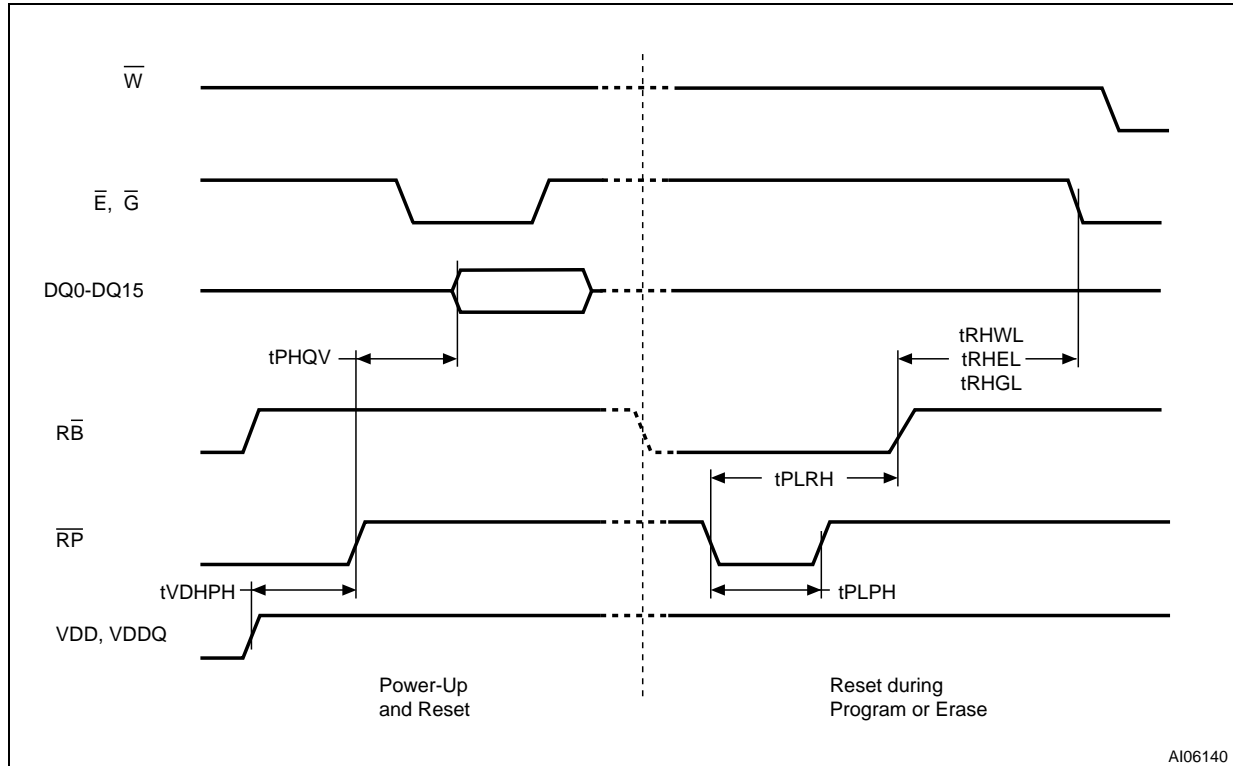 W̅
E̅, G̅
DQ0-DQ15
tPHQV
tRHWL
tRHEL
tRHGL
RB̅
tPLRH
R̅P̅
tVDHPH
tPLPH
VDD, VDDQ
Power-Up
and Reset
Reset during
Program or Erase
AI06140